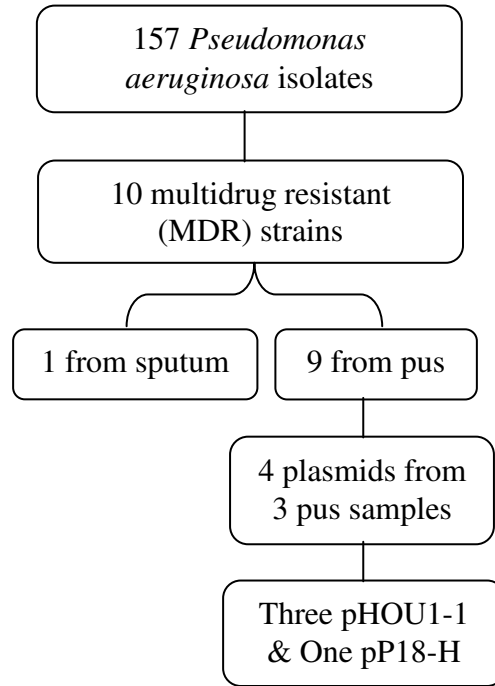 157 Pseudomonas
aeruginosa isolates
10 multidrug resistant
(MDR) strains
1 from sputum
9 from pus
4 plasmids from
3 pus samples
Three pHOU1-1
& One pP18-H